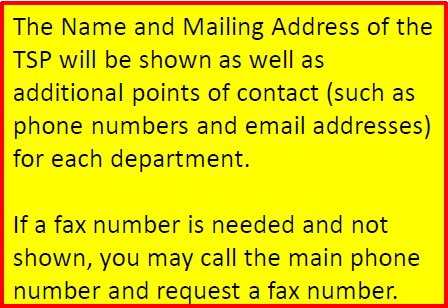 The Name and Mailing Address of the
TSP will be shown as well as
additional points of contact (such as
phone numbers and email addresses)
for each department.
If a fax number is needed and not
shown, you may call the main phone
number and request a fax number.